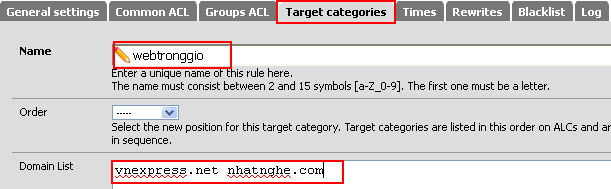 General settings Common ACL Groups ACL Target categories Times Rewrites Blacklist Log
Name webtronggio
Enter a unique name of this rule here.
The name must consist between 2 and 15 symbols [a-Z_0-9]. The first one must be a letter.
Order -----
Select the new position for this target category. Target categories are listed in this order on ALCs and ar
in sequence.
Domain List vnexpress.net nhatnghe.com